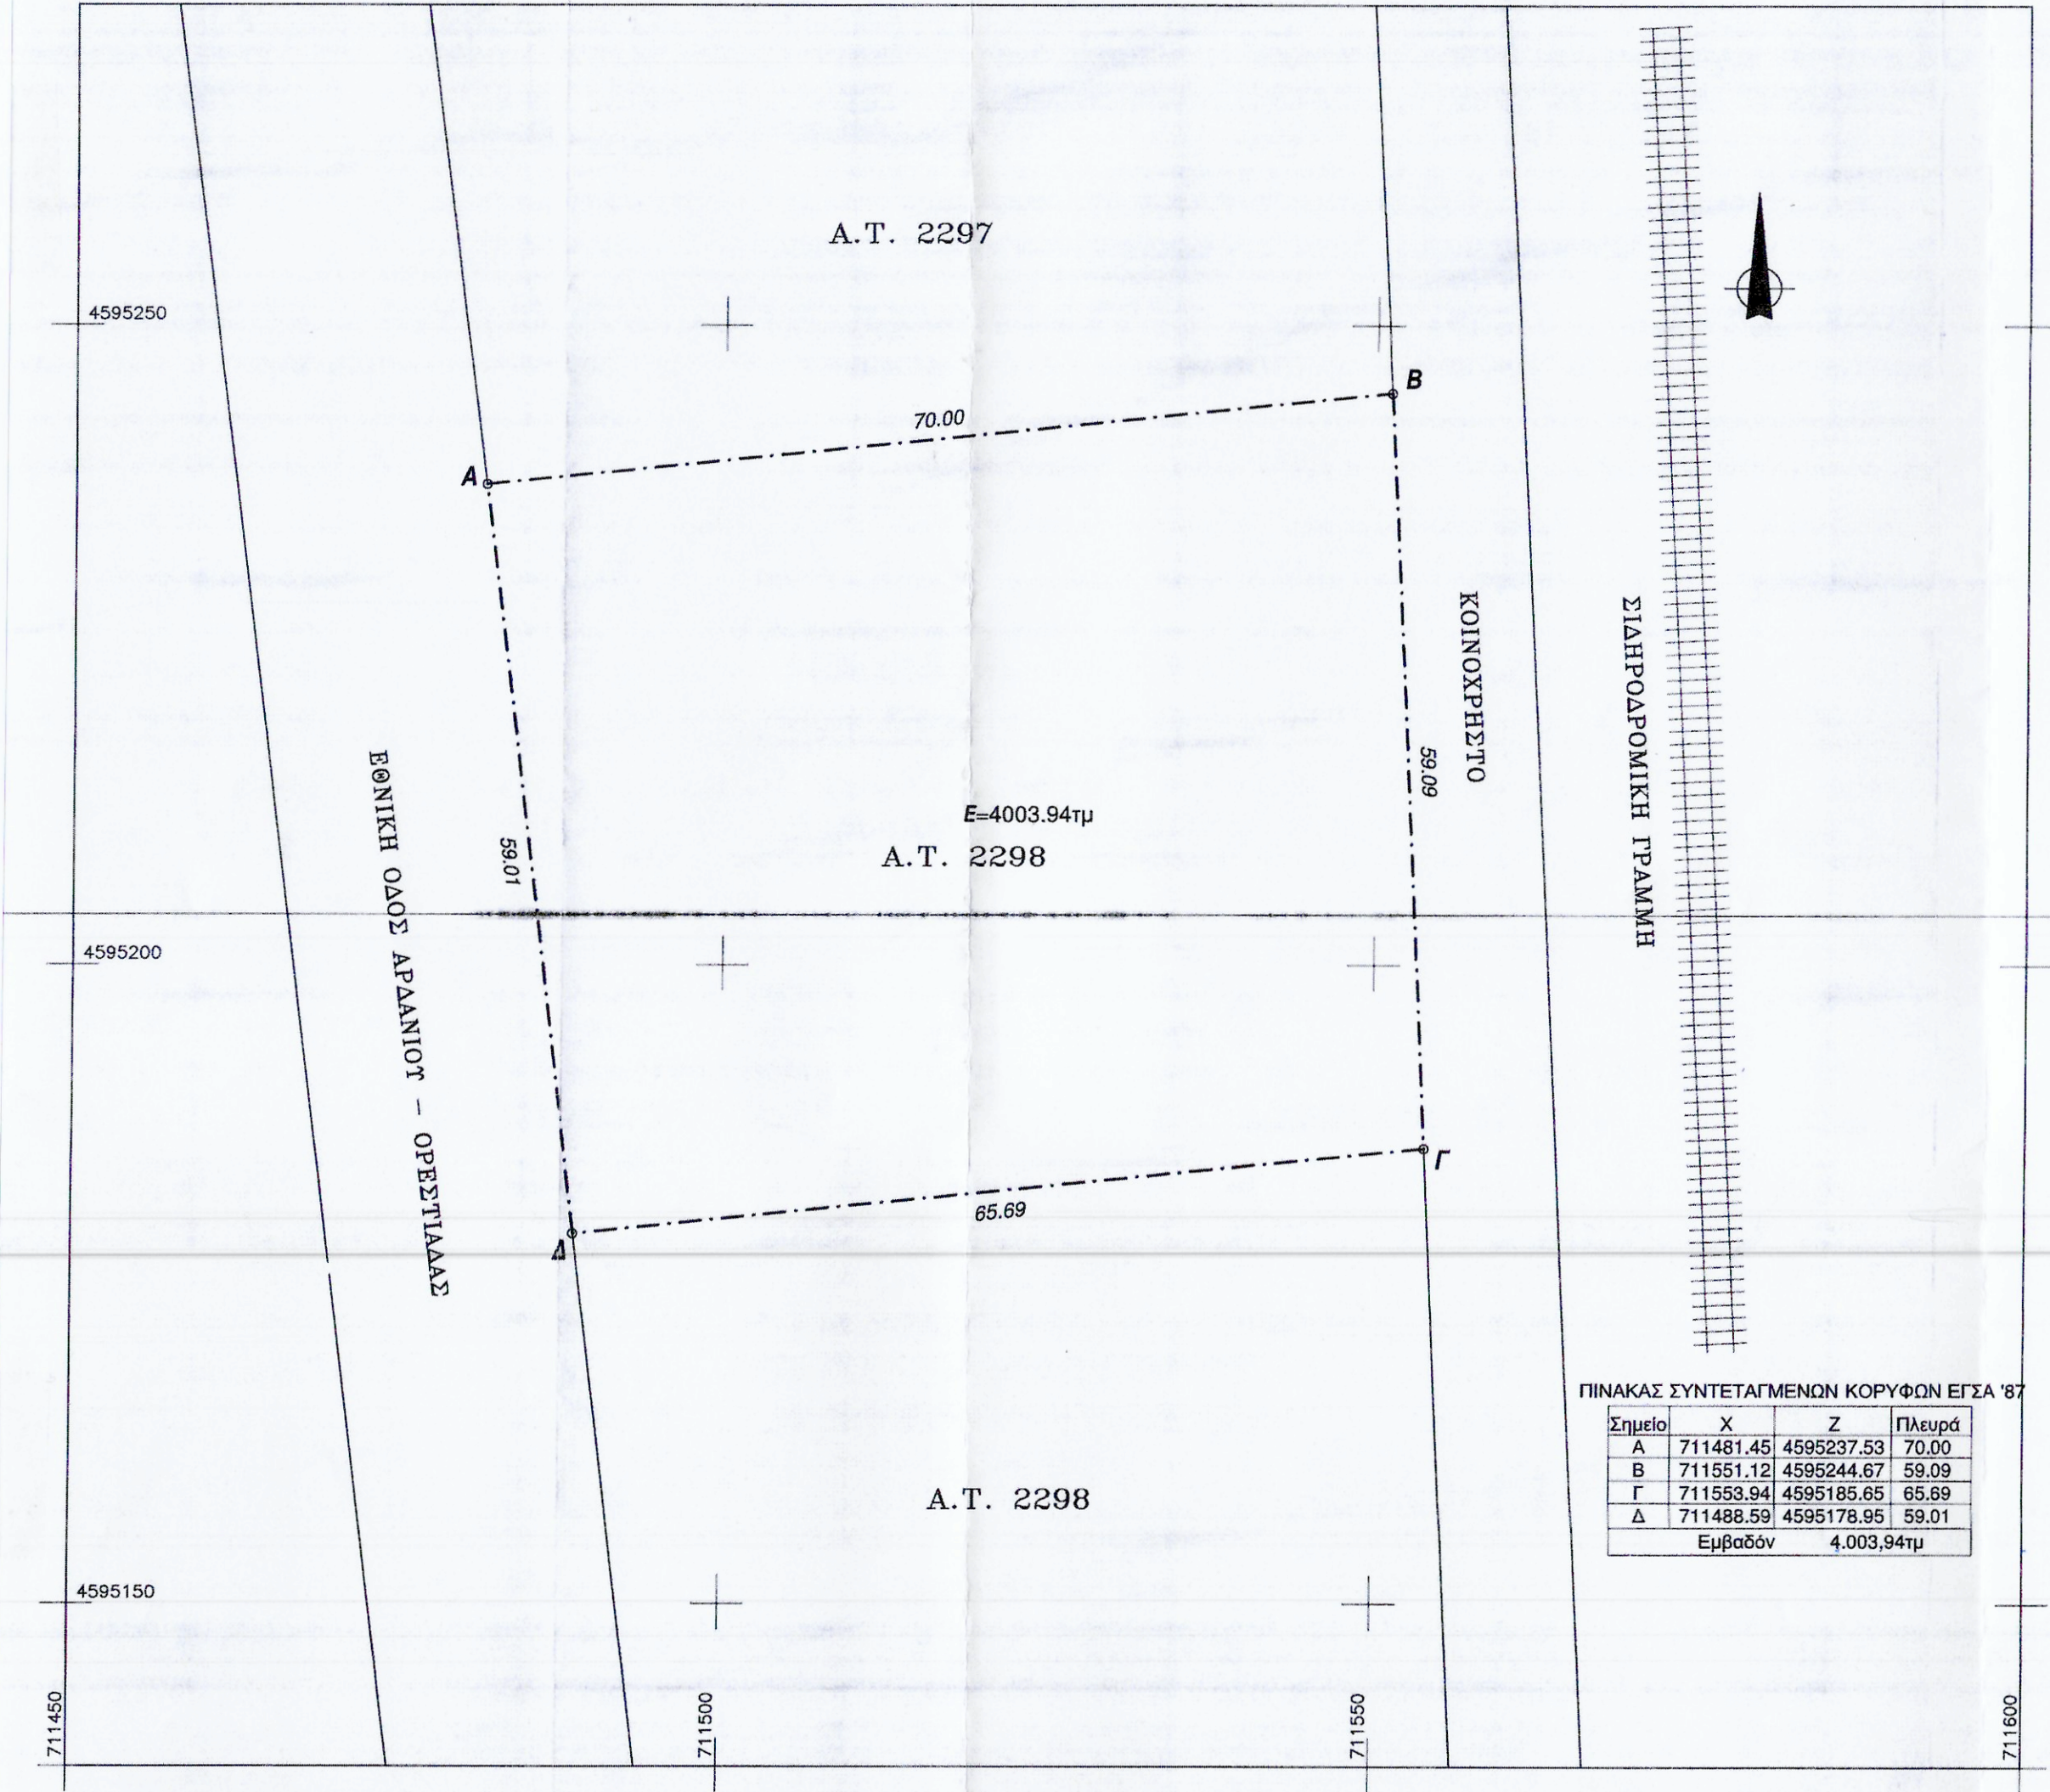 Α.Τ. 2297
4595250
Β
70.00
Α
ΚΟΙΝΟΧΡΗΣΤΟ
ΣΙΔΗΡΟΔΡΟΜΙΚΗ ΓΡΑΜΜΗ
59.09
ΕΘΝΙΚΗ ΟΔΟΣ ΑΡΔΑΝΙΟΥ - ΟΡΕΣΤΙΑΔΑΣ
59.01
Ε=4003.94τμ
Α.Τ. 2298
4595200
Γ
65.69
Δ
ΠΙΝΑΚΑΣ ΣΥΝΤΕΤΑΓΜΕΝΩΝ ΚΟΡΥΦΩΝ ΕΓΣΑ '87
Σημείο Χ Ζ Πλευρά
Α 711481.45 4595237.53 70.00
Β 711551.12 4595244.67 59.09
Γ 711553.94 4595185.65 65.69
Δ 711488.59 4595178.95 59.01
Εμβαδόν 4.003,94τμ
Α.Τ. 2298
4595150
711450
711500
711550
711600